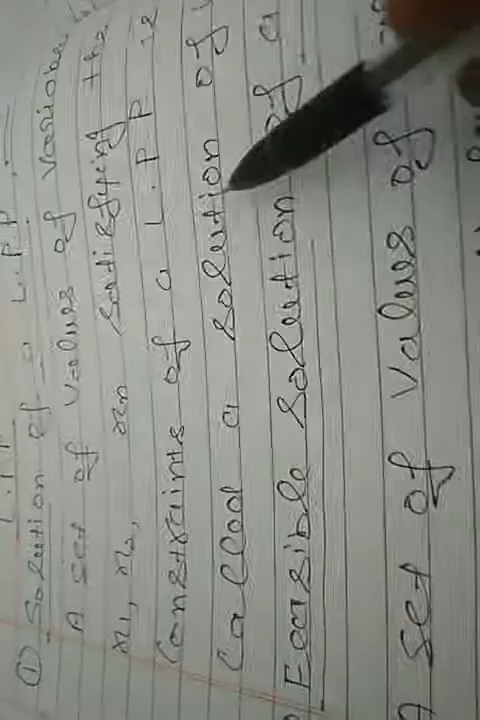 L.P.P
① Solution of a L.P.P. =
A set of values of variables
x1, x2, xn satisfying the
Constraints of a L.P.P is
Called a solution of
Feasible solution of a
A set of values of